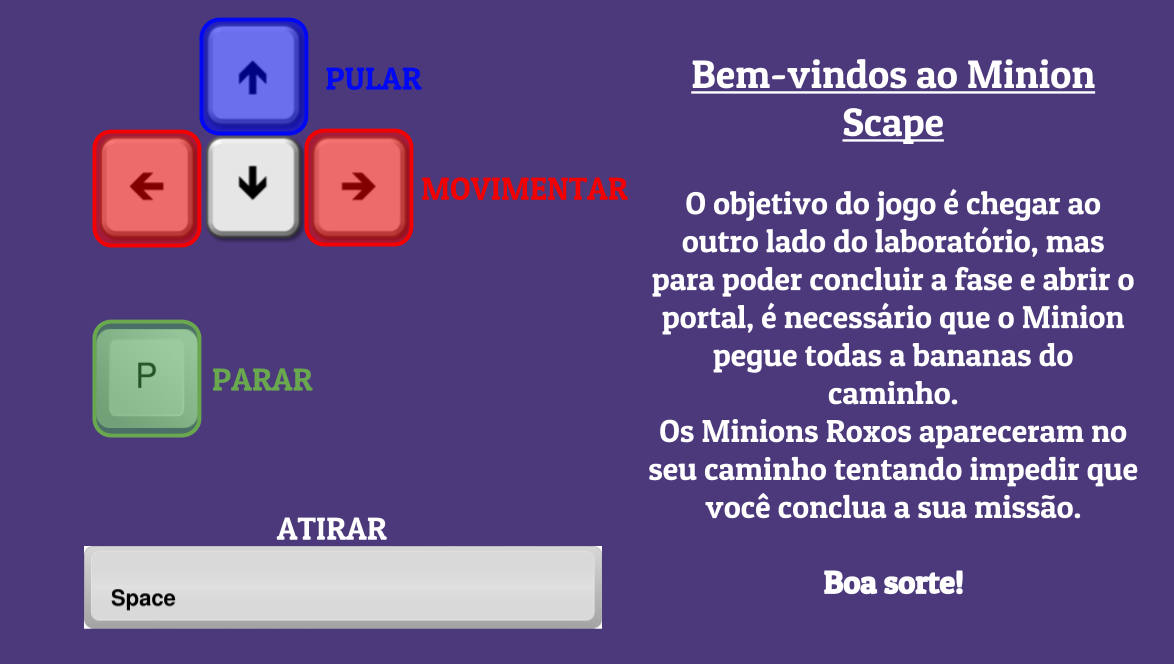 PULAR
MOVIMENTAR
P
PARAR
ATIRAR
Space
Bem-vindos ao Minion
Scape
O objetivo do jogo é chegar ao
outro lado do laboratório, mas
para poder concluir a fase e abrir o
portal, é necessário que o Minion
pegue todas a bananas do
caminho.
Os Minions Roxos apareceram no
seu caminho tentando impedir que
você conclua a sua missão.
Boa sorte!